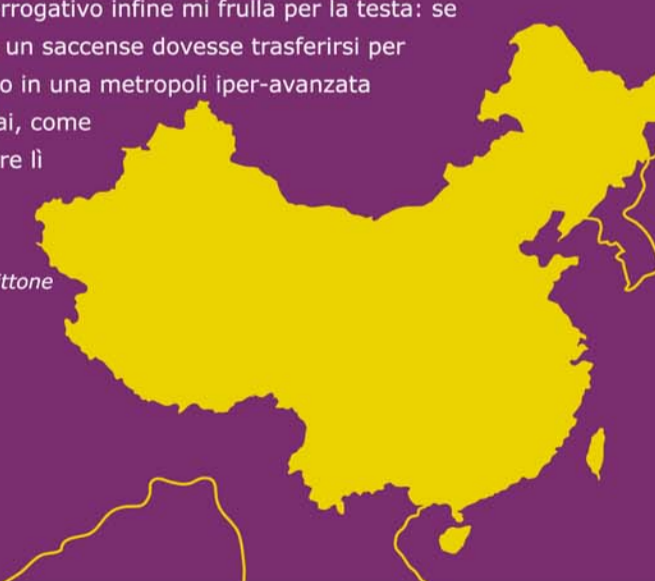 rrogativo infine mi frulla per la testa: se
un saccense dovesse trasferirsi per
o in una metropoli iper-avanzata
ai, come
re lì
ttone